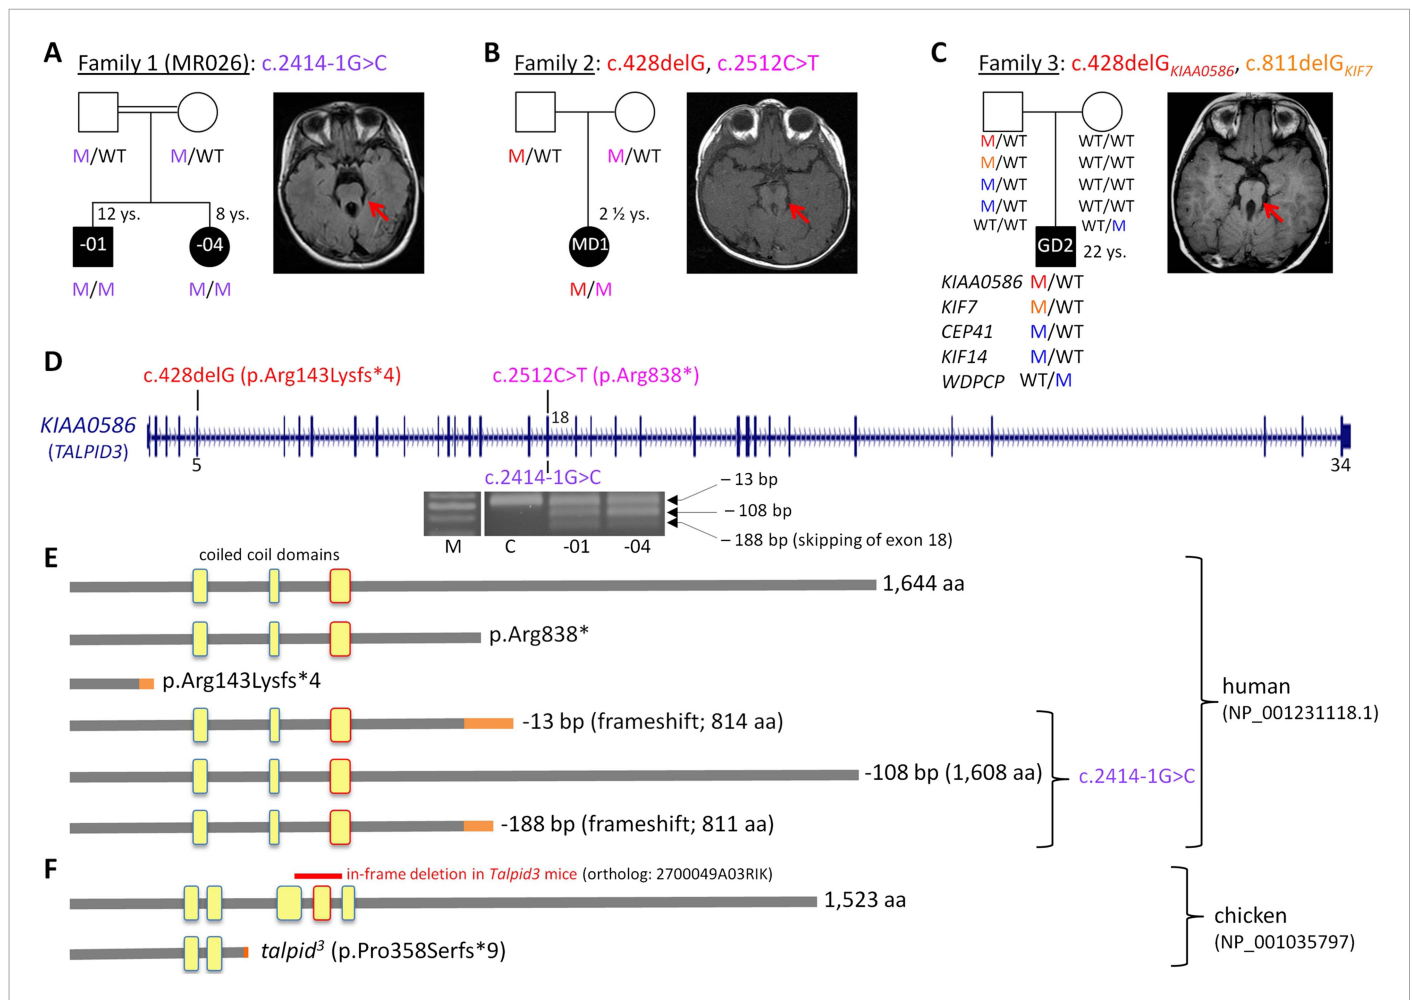 A
Family 1 (MR026): c.2414-1G>C
M/WT
M/WT
12 ys.
8 ys.
-01
-04
M/M
M/M
B
Family 2: c.428delG, c.2512C>T
M/WT
M/WT
2 ½ ys.
MD1
M/M
C
Family 3: c.428delG KIAA0586, c.811delG KIF7
M/WT
WT/WT
M/WT
WT/WT
M/WT
WT/WT
M/WT
WT/WT
WT/WT
WT/M
GD2
22 ys.
KIAA0586 M/WT
KIF7 M/WT
CEP41 M/WT
KIF14 M/WT
WDPCP WT/M
D
c.428delG (p.Arg143Lysfs*4)
c.2512C>T (p.Arg838*)
18
KIAA0586
(TALPID3)
5
34
c.2414-1G>C
– 13 bp
– 108 bp
– 188 bp (skipping of exon 18)
M
C
-01
-04
E
coiled coil domains
1,644 aa
p.Arg838*
p.Arg143Lysfs*4
-13 bp (frameshift; 814 aa)
-108 bp (1,608 aa)
-188 bp (frameshift; 811 aa)
c.2414-1G>C
human
(NP_001231118.1)
F
in-frame deletion in Talpid3 mice (ortholog: 2700049A03RIK)
1,523 aa
talpid³ (p.Pro358Serfs*9)
chicken
(NP_001035797)